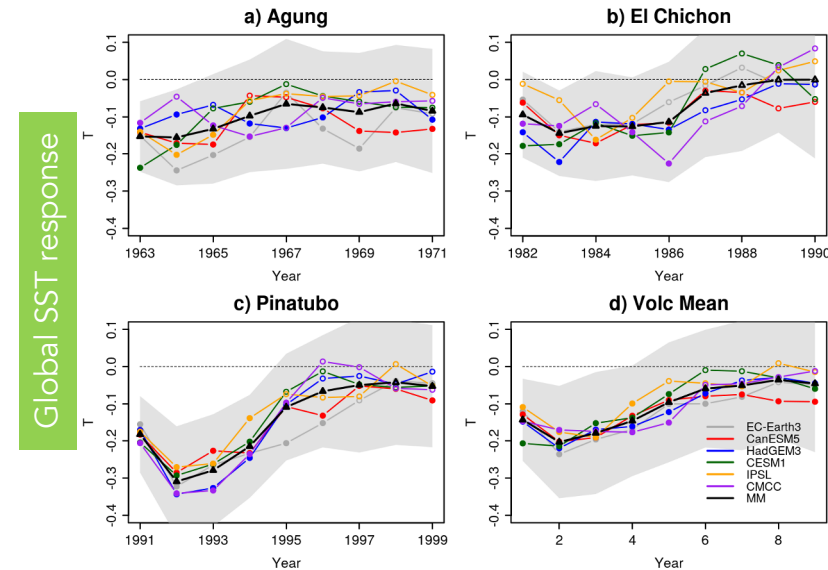 Global SST response
a) Agung
T
0.1
0.0
-0.1
-0.2
-0.3
-0.4
1963
1965
1967
1969
1971
Year
b) El Chichon
T
0.1
0.0
-0.1
-0.2
-0.3
-0.4
1982
1984
1986
1988
1990
Year
c) Pinatubo
T
0.1
0.0
-0.1
-0.2
-0.3
-0.4
1991
1993
1995
1997
1999
Year
d) Volc Mean
T
0.1
0.0
-0.1
-0.2
-0.3
-0.4
2
4
6
8
Year
EC-Earth3
CanESM5
HadGEM3
CESM1
IPSL
CMCC
MM